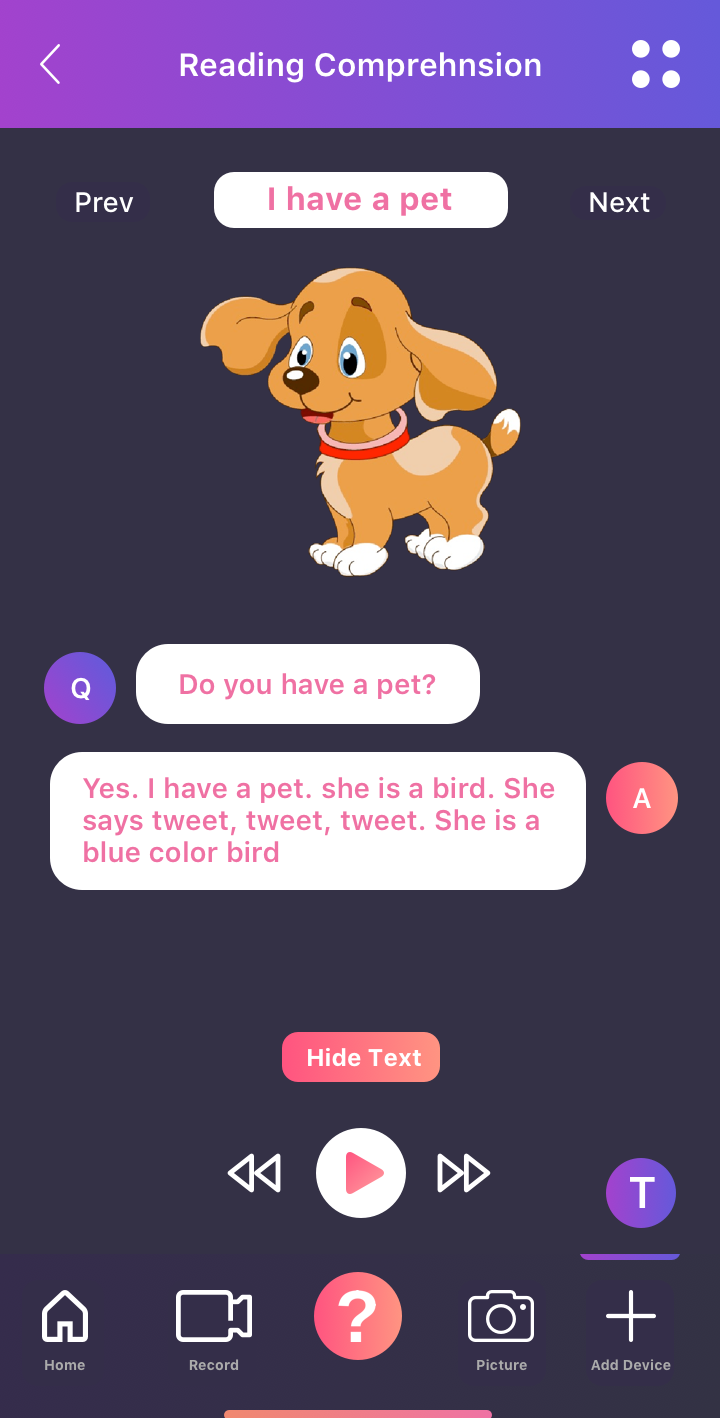 Reading Comprehnsion
Prev
I have a pet
Next
Q
Do you have a pet?
Yes. I have a pet. she is a bird. She
says tweet, tweet, tweet. She is a
blue color bird
A
Hide Text
T
?
Home
Record
Picture
Add Device